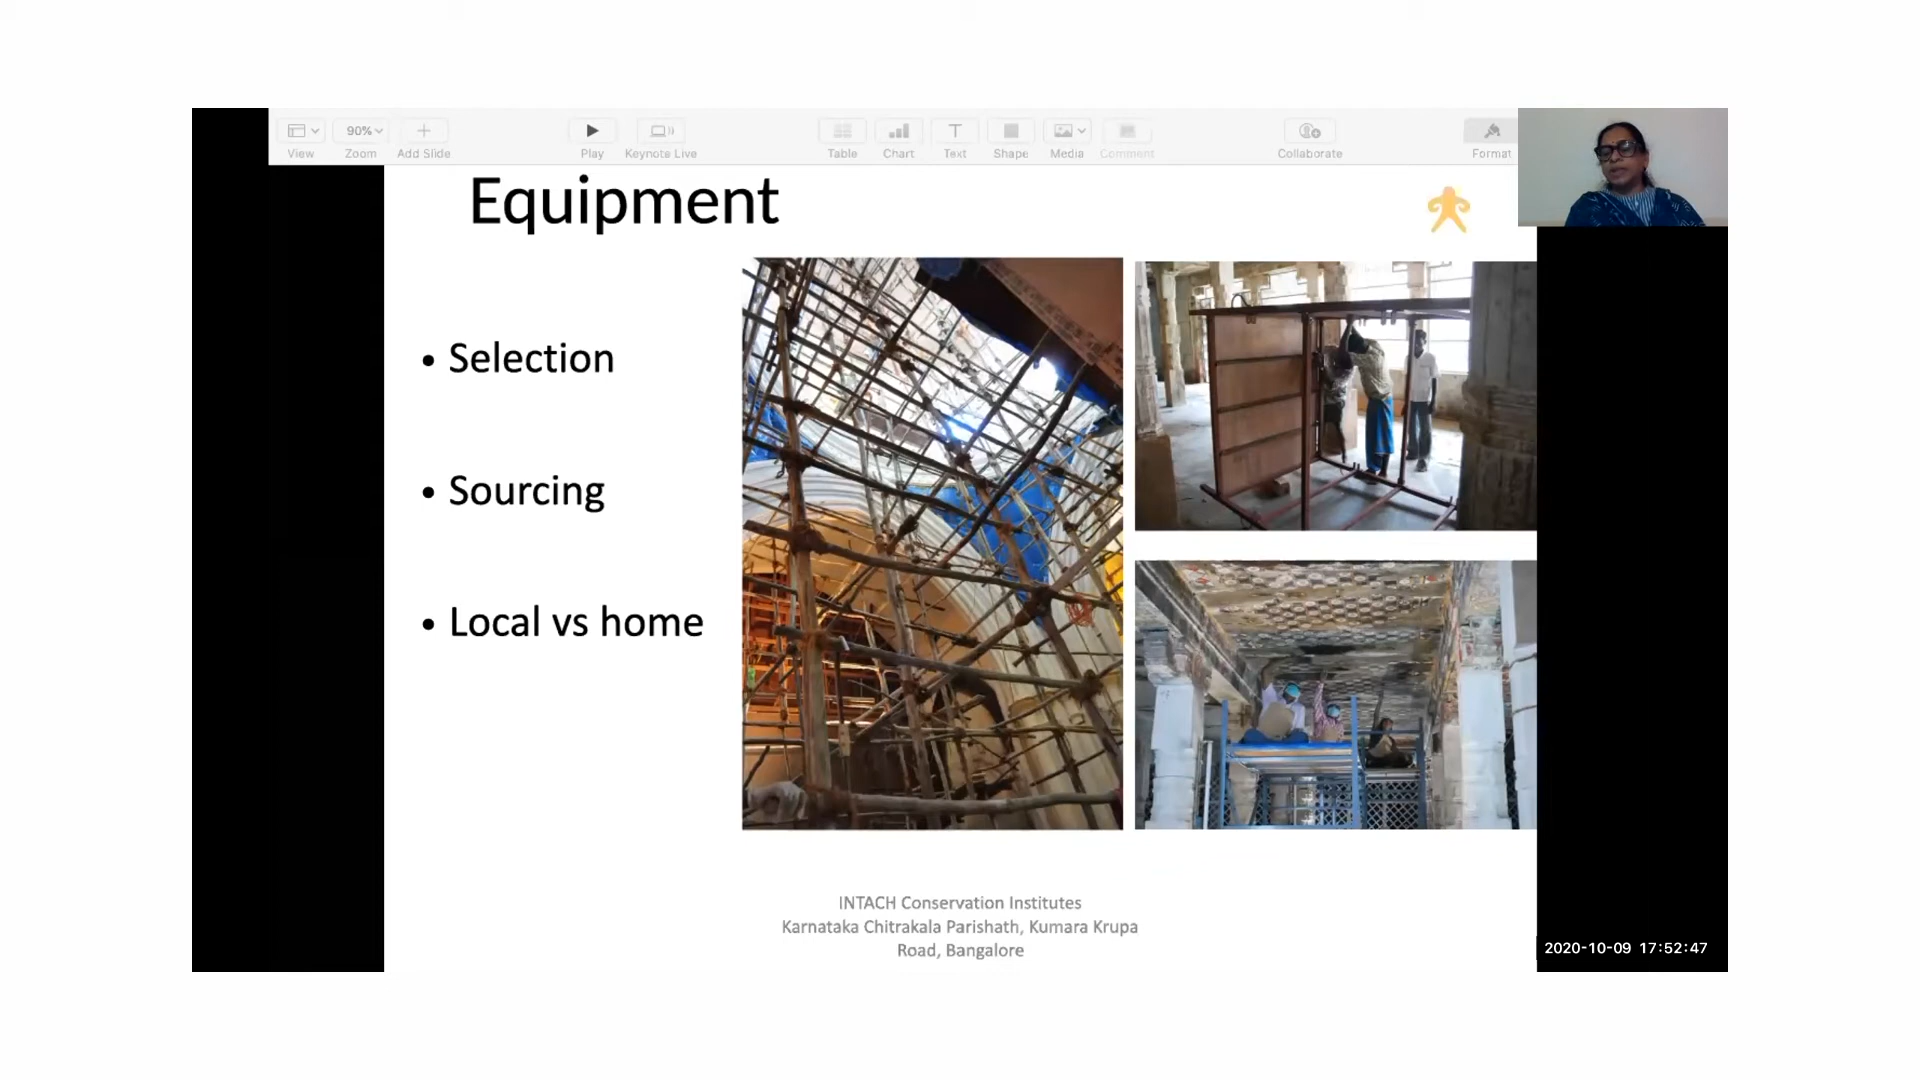 View
90%
Zoom
Add Slide
Play
Keynote Live
Table
Chart
T
Text
Shape
Media
Comment
Collaborate
Format
Equipment
• Selection
• Sourcing
• Local vs home
INTACH Conservation Institutes
Karnataka Chitrakala Parishath, Kumara Krupa
Road, Bangalore
2020-10-09 17:52:47